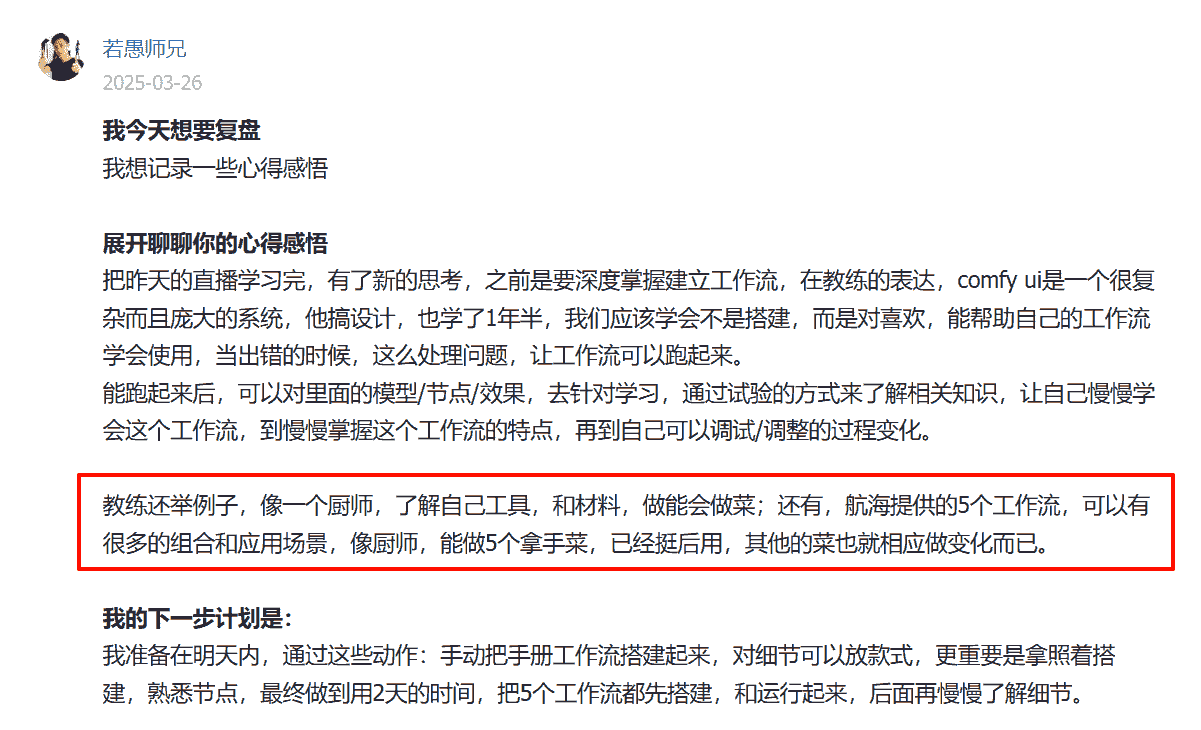 若愚师兄
2025-03-26
我今天想要复盘
我想记录一些心得感悟
展开聊聊你的心得感悟
把昨天的直播学习完，有了新的思考，之前是要深度掌握建立工作流，在教练的表达，comfy ui是一个很复
杂而且庞大的系统，他搞设计，也学了1年半，我们应该学会不是搭建，而是对喜欢，能帮助自己的工作流
学会使用，当出错的时候，这么处理问题，让工作流可以跑起来。
能跑起来后，可以对里面的模型/节点/效果，去针对学习，通过试验的方式来了解相关知识，让自己慢慢学
会这个工作流，到慢慢掌握这个工作流的特点，再到自己可以调试/调整的过程变化。
教练还举例子，像一个厨师，了解自己工具，和材料，做能会做菜；还有，航海提供的5个工作流，可以有
很多的组合和应用场景，像厨师，能做5个拿手菜，已经挺后用，其他的菜也就相应做变化而已。
我的下一步计划是：
我准备在明天内，通过这些动作：手动把手册工作流搭建起来，对细节可以放款式，更重要是拿照着搭
建，熟悉节点，最终做到用2天的时间，把5个工作流都先搭建，和运行起来，后面再慢慢了解细节。